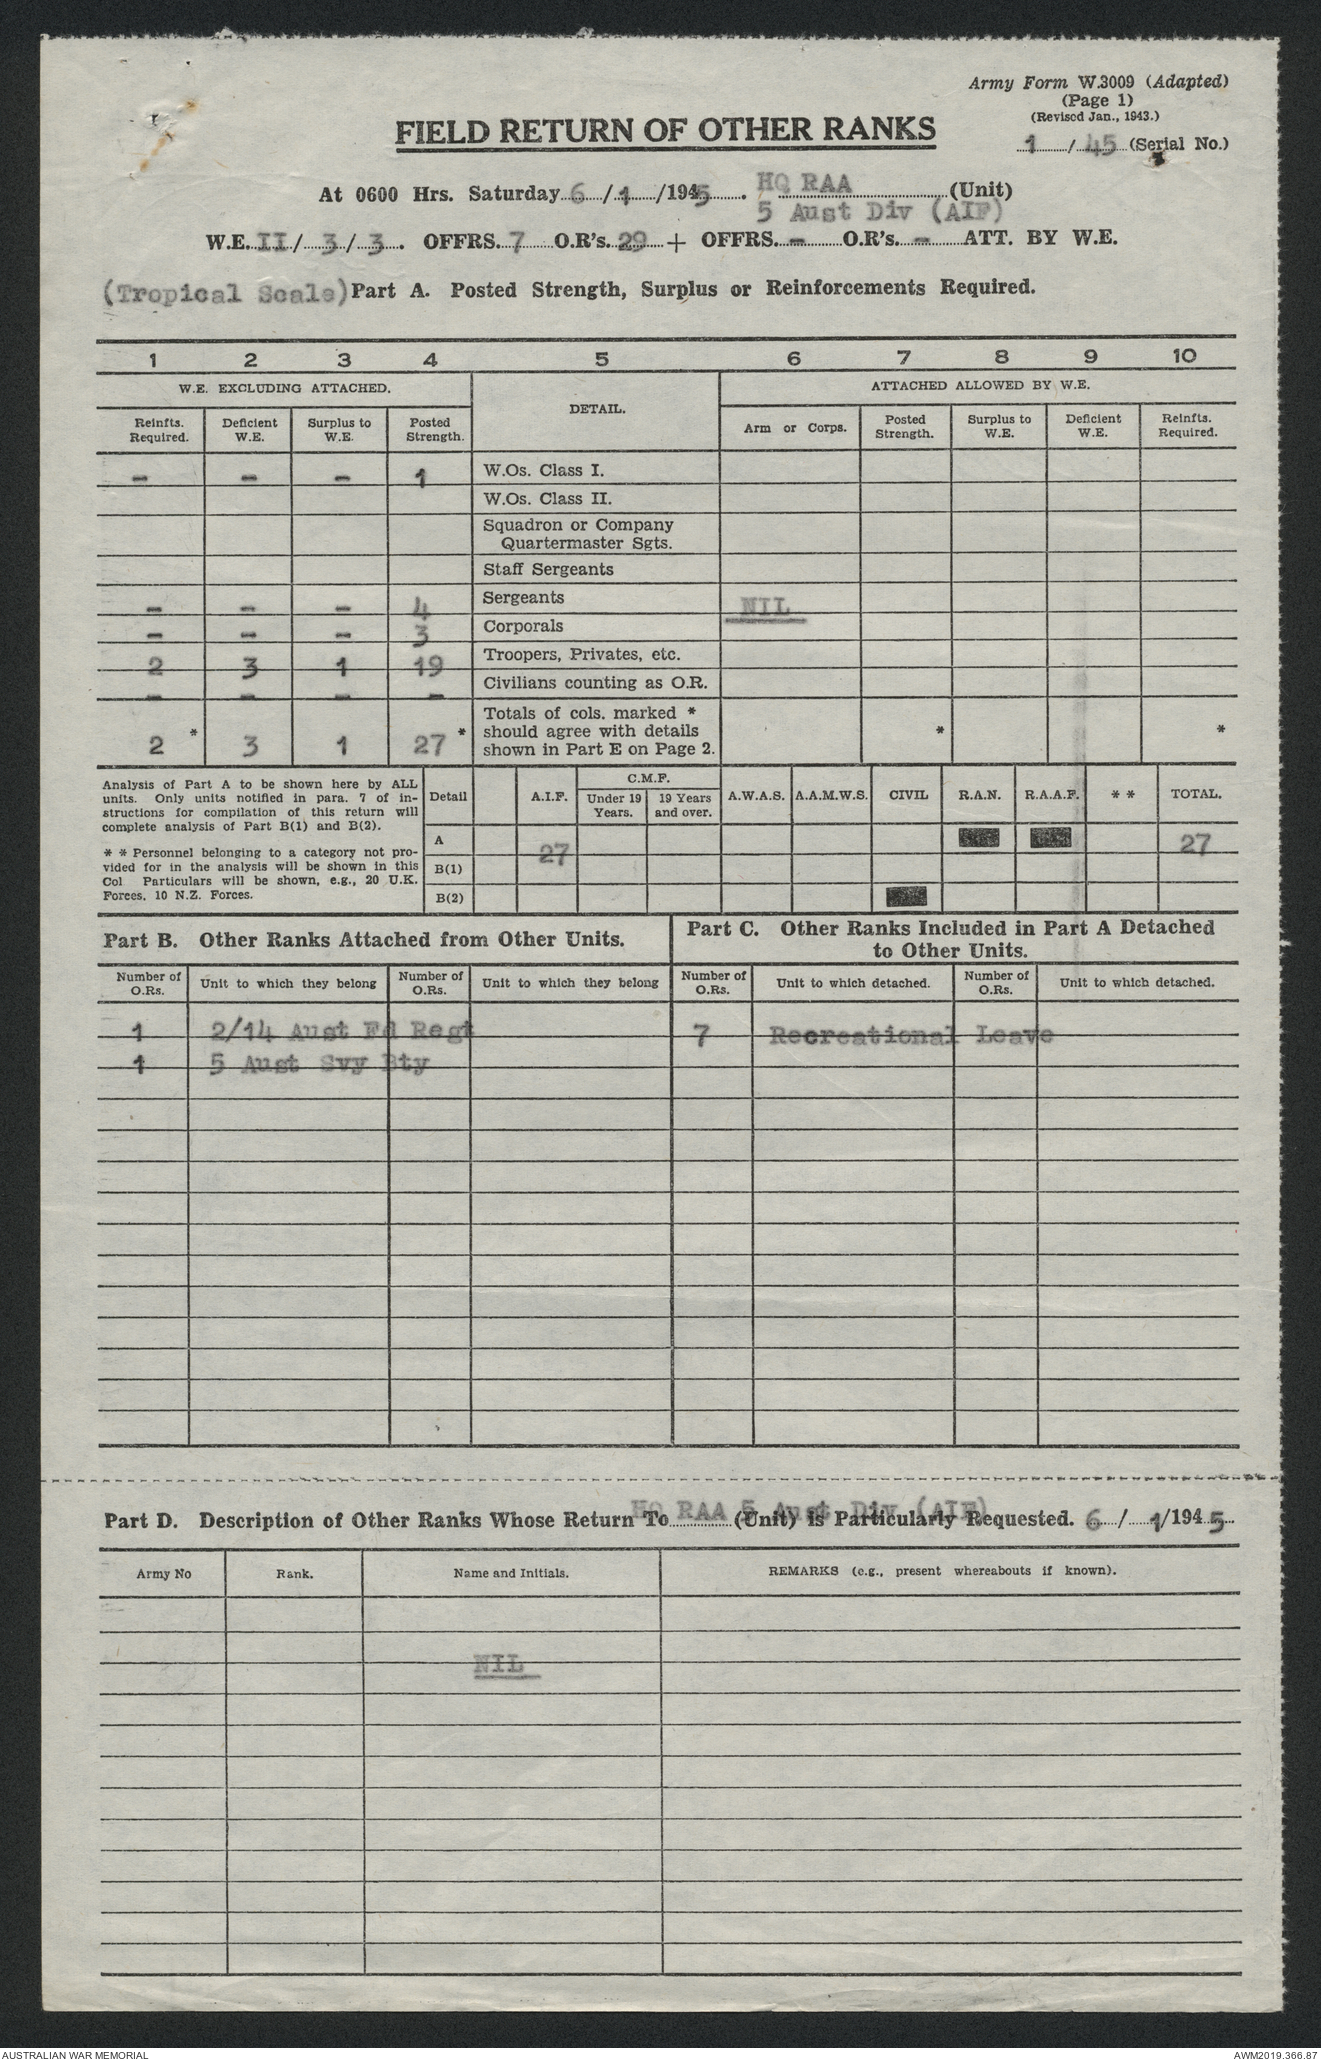 Army Form W.3009 (Adapted)
(Page 1)
(Revised Jan., 1943.)
FIELD RETURN OF OTHER RANKS
1 / 45 (Serial No.)
At 0600 Hrs. Saturday 6 / 1 /1945 . HQ RAA (Unit)
5 Aust Div (AIF)
W.E. II / 3 / 3 . OFFRS. 7 O.R's. 29 + OFFRS. - O.R's. - ATT. BY W.E.
(Tropical Scale) Part A. Posted Strength, Surplus or Reinforcements Required.
1 2 3 4 5 6 7 8 9 10
W.E. EXCLUDING ATTACHED. DETAIL. ATTACHED ALLOWED BY W.E.
Reinfts. Required. Deficient W.E. Surplus to W.E. Posted Strength. Arm or Corps. Posted Strength. Surplus to W.E. Deficient W.E. Reinfts. Required.
- - - 1 W.Os. Class I.
W.Os. Class II.
Squadron or Company
Quartermaster Sgts.
Staff Sergeants
- - - 4 Sergeants NIL
- - - 3 Corporals
2 3 1 19 Troopers, Privates, etc.
- - - - Civilians counting as O.R.
Totals of cols. marked *
should agree with details
shown in Part E on Page 2.
2 * 3 1 27 * * *
Analysis of Part A to be shown here by ALL
units. Only units notified in para. 7 of in-
structions for compilation of this return will
complete analysis of Part B(1) and B(2).
* * Personnel belonging to a category not pro-
vided for in the analysis will be shown in this
Col Particulars will be shown, e.g., 20 U.K.
Forces, 10 N.Z. Forces.
Detail A.I.F. C.M.F. Under 19 Years. 19 Years and over. A.W.A.S. A.A.M.W.S. CIVIL R.A.N. R.A.A.F. * * TOTAL.
A 27 27
B(1)
B(2)
Part B. Other Ranks Attached from Other Units.
Part C. Other Ranks Included in Part A Detached
to Other Units.
Number of O.Rs. Unit to which they belong Number of O.Rs. Unit to which they belong Number of O.Rs. Unit to which detached. Number of O.Rs. Unit to which detached.
1 2/14 Aust Fd Regt 7 Recreational Leave
1 5 Aust Svy Bty
HQ RAA 5 Aust Div (AIF)
Part D. Description of Other Ranks Whose Return To (Unit) is Particularly Requested. 6 / 1/194 5
Army No Rank. Name and Initials. REMARKS (e.g., present whereabouts if known).
NIL
AUSTRALIAN WAR MEMORIAL AWM2019.366.87